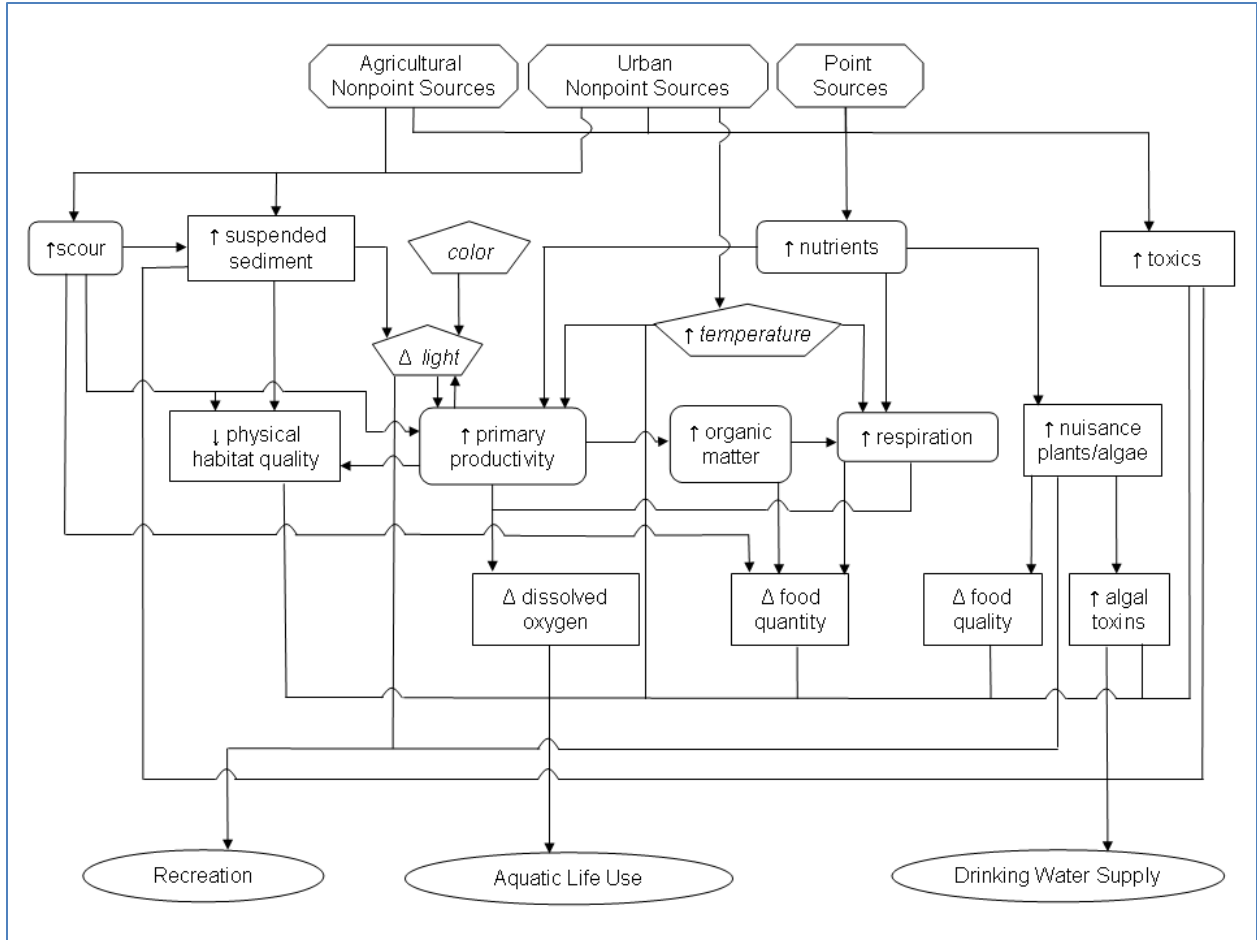 Agricultural
Nonpoint Sources
Urban
Nonpoint Sources
Point
Sources
↑scour
↑ suspended
sediment
color
↑ nutrients
↑ toxics
Δ light
↑ temperature
↓ physical
habitat quality
↑ primary
productivity
↑ organic
matter
↑ respiration
↑ nuisance
plants/algae
Δ dissolved
oxygen
Δ food
quantity
Δ food
quality
↑ algal
toxins
Recreation
Aquatic Life Use
Drinking Water Supply